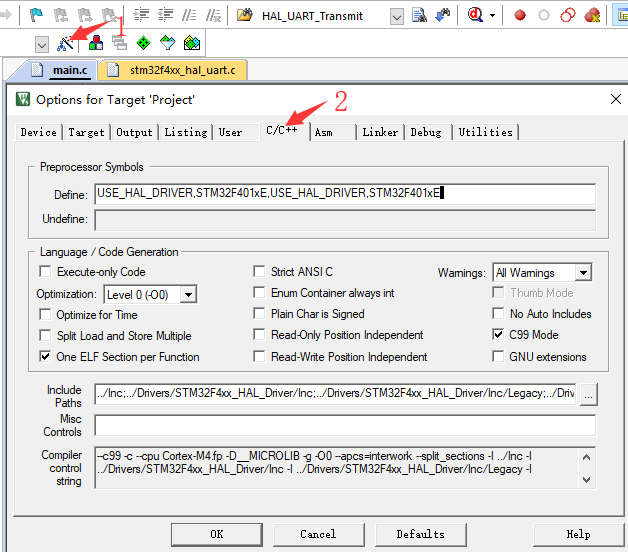 HAL_UART_Transmit
1
main.c stm32f4xx_hal_uart.c
Options for Target 'Project'
2
Device Target Output Listing User C/C++ Asm Linker Debug Utilities
Preprocessor Symbols
Define: USE_HAL_DRIVER,STM32F401xE,USE_HAL_DRIVER,STM32F401xE
Undefine:
Language / Code Generation
Execute-only Code Strict ANSI C Warnings: All Warnings
Optimization: Level 0 (-O0) Enum Container always int Thumb Mode
Optimize for Time Plain Char is Signed No Auto Includes
Split Load and Store Multiple Read-Only Position Independent C99 Mode
One ELF Section per Function Read-Write Position Independent GNU extensions
Include Paths ../Inc;../Drivers/STM32F4xx_HAL_Driver/Inc;../Drivers/STM32F4xx_HAL_Driver/Inc/Legacy;../Driv ...
Misc Controls
Compiler control string --c99 -c --cpu Cortex-M4.fp -D__MICROLIB -g -O0 --apcs=interwork --split_sections -I ../Inc -I
../Drivers/STM32F4xx_HAL_Driver/Inc -I ../Drivers/STM32F4xx_HAL_Driver/Inc/Legacy -I
OK Cancel Defaults Help